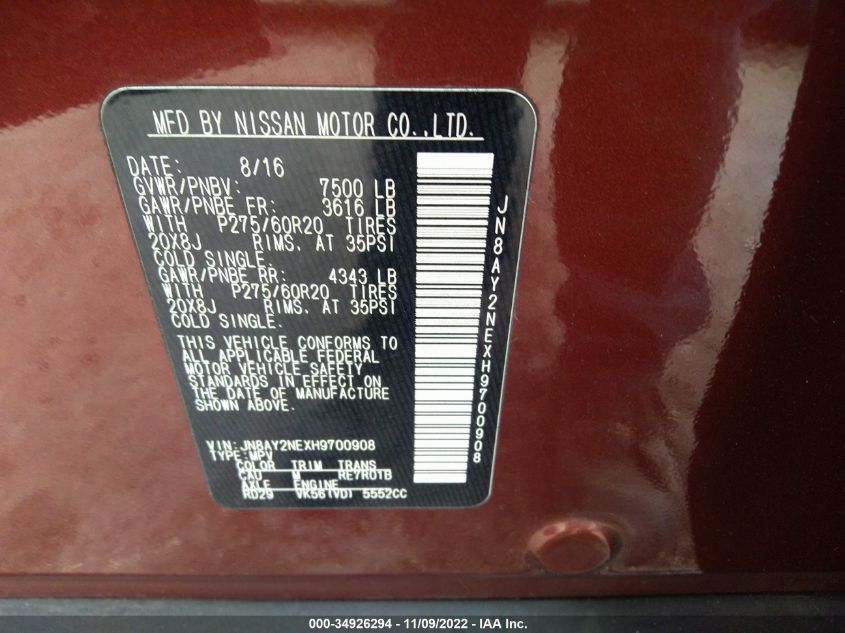 MFD BY NISSAN MOTOR CO.,LTD.
DATE: 8/16
GVWR/PNBV: 7500 LB
GAWR/PNBE FR: 3616 LB
WITH P275/60R20 TIRES
20X8J RIMS. AT 35PSI
COLD SINGLE.
GAWR/PNBE RR: 4343 LB
WITH P275/60R20 TIRES
20X8J RIMS. AT 35PSI
COLD SINGLE.
THIS VEHICLE CONFORMS TO
ALL APPLICABLE FEDERAL
MOTOR VEHICLE SAFETY
STANDARDS IN EFFECT ON
THE DATE OF MANUFACTURE
SHOWN ABOVE.
VIN: JN8AY2NEXH9700908
TYPE: MPV
COLOR TRIM TRANS
CAU M RE7R01B
AXLE ENGINE
RD29 VK56(VD) 5552CC
JN8AY2NEXH9700908
000-34926294 - 11/09/2022 - IAA Inc.